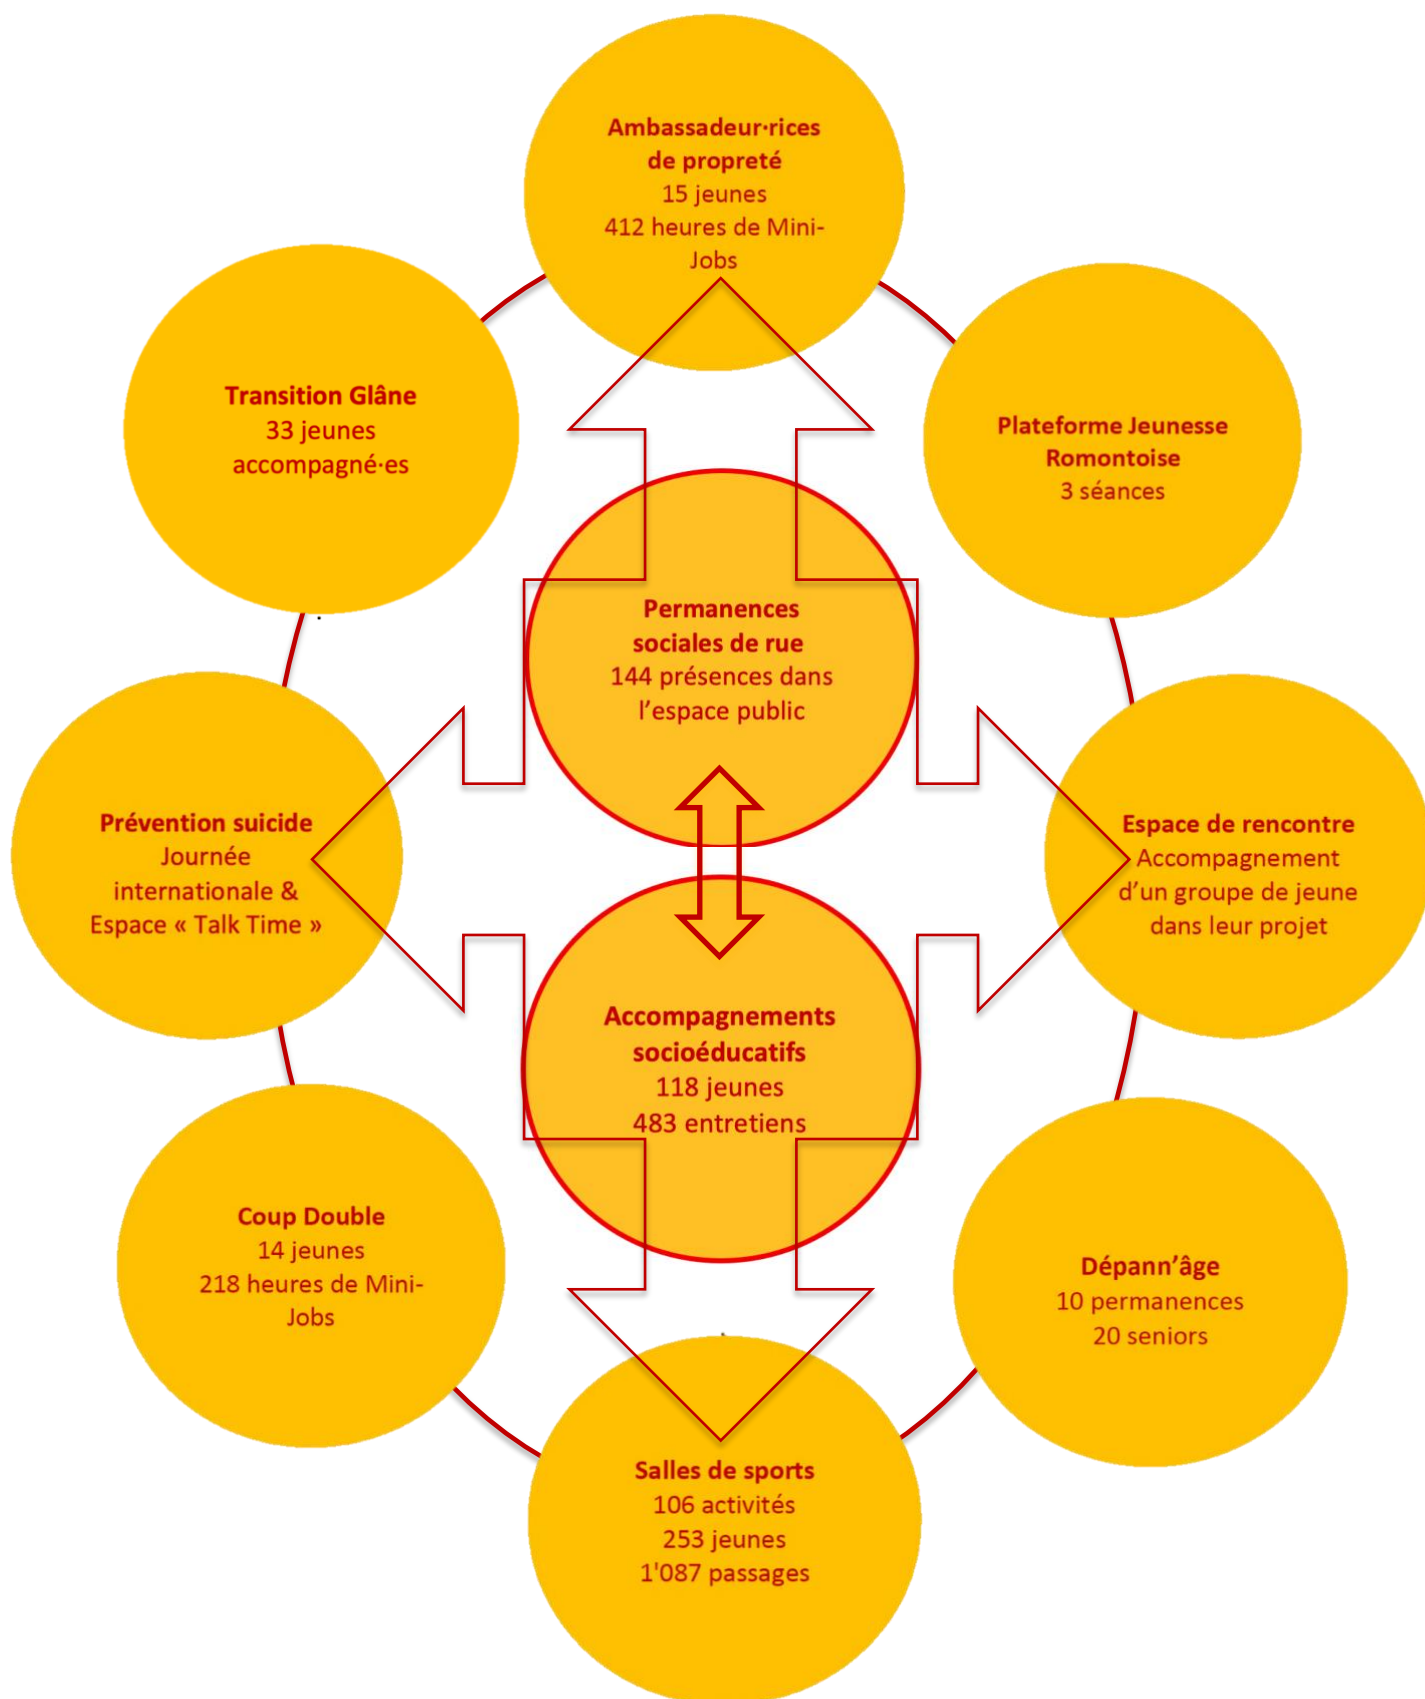 Ambassadeur·rices
de propreté
15 jeunes
412 heures de Mini-
Jobs
Transition Glâne
33 jeunes
accompagné·es
Plateforme Jeunesse
Romontoise
3 séances
Permanences
sociales de rue
144 présences dans
l’espace public
Prévention suicide
Journée
internationale &
Espace « Talk Time »
Espace de rencontre
Accompagnement
d’un groupe de jeune
dans leur projet
Accompagnements
socioéducatifs
118 jeunes
483 entretiens
Coup Double
14 jeunes
218 heures de Mini-
Jobs
Dépann’âge
10 permanences
20 seniors
Salles de sports
106 activités
253 jeunes
1'087 passages